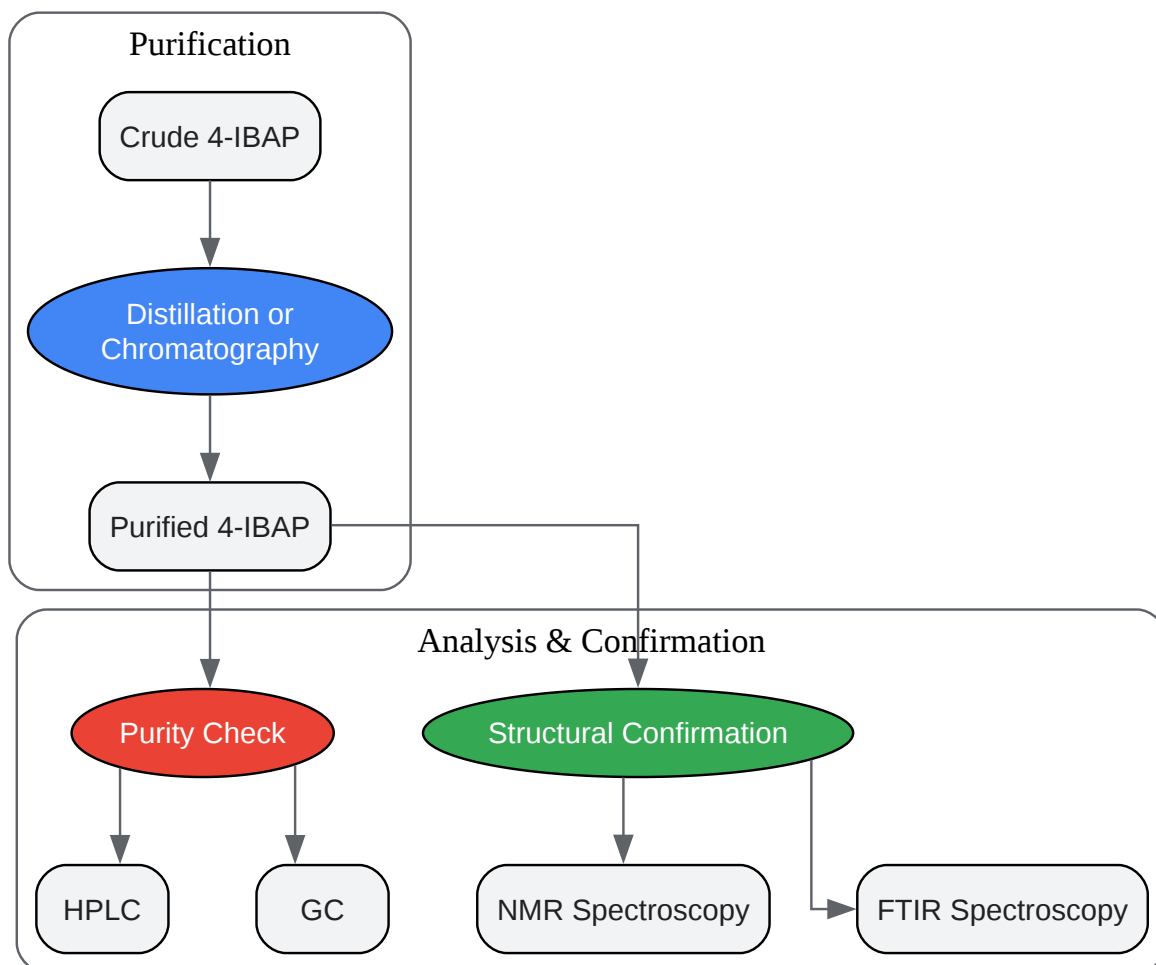 Purification
Crude 4-IBAP
Distillation or
Chromatography
Purified 4-IBAP
Analysis & Confirmation
Purity Check
Structural Confirmation
HPLC
GC
NMR Spectroscopy
FTIR Spectroscopy